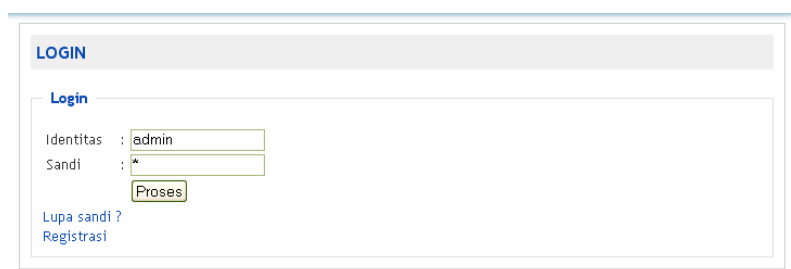 LOGIN
Login
Identitas : admin
Sandi : *
Proses
Lupa sandi ?
Registrasi